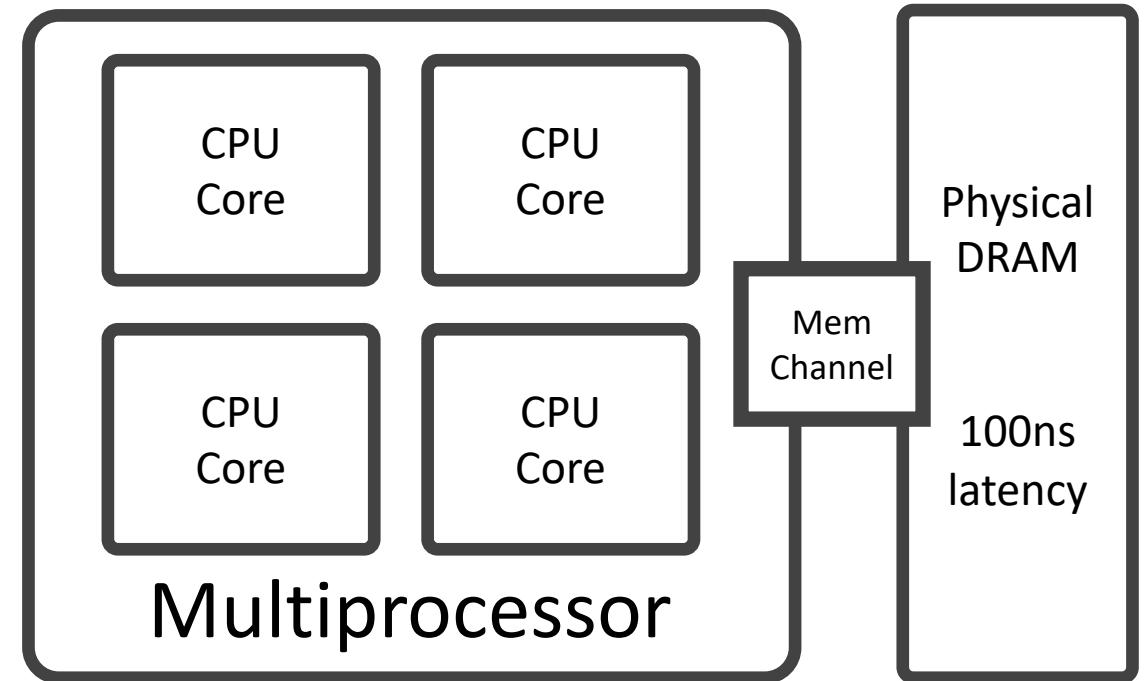 CPU
Core
CPU
Core
CPU
Core
CPU
Core
Multiprocessor
Mem
Channel
Physical
DRAM
100ns
latency